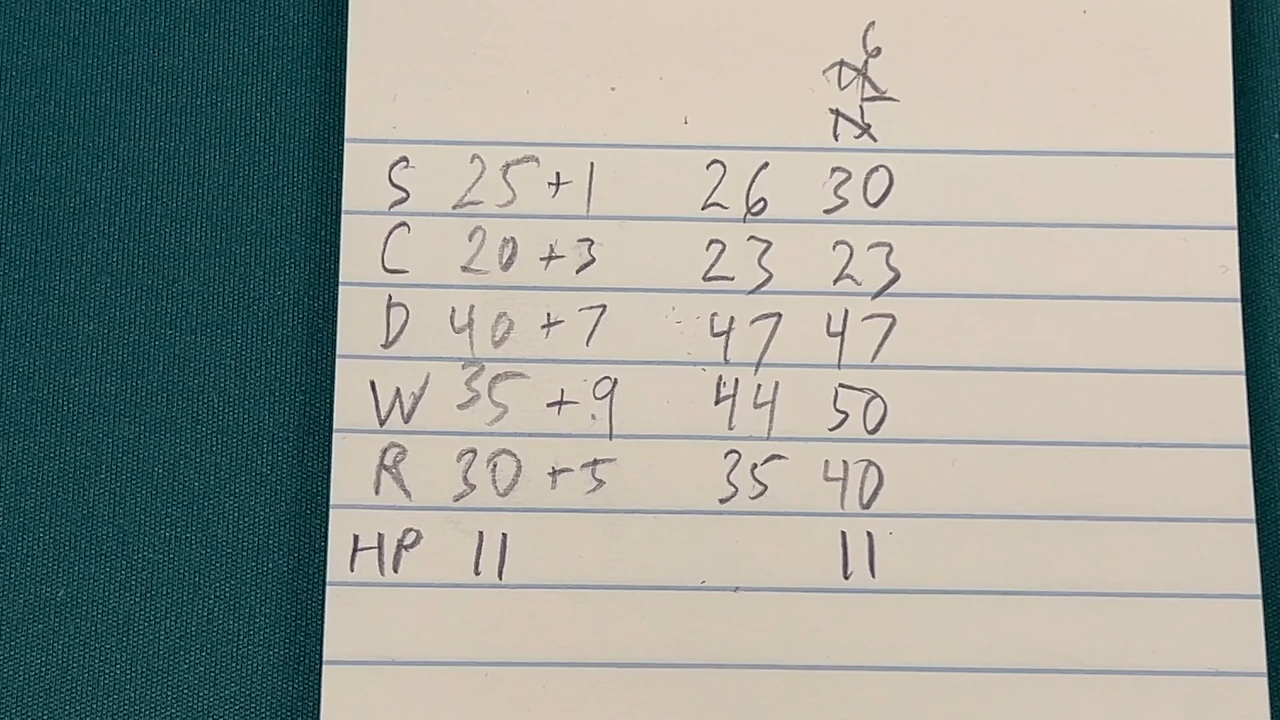 6
S 25+1 26 30
C 20+3 23 23
D 40+7 47 47
W 35+9 44 50
R 30+5 35 40
HP 11 11